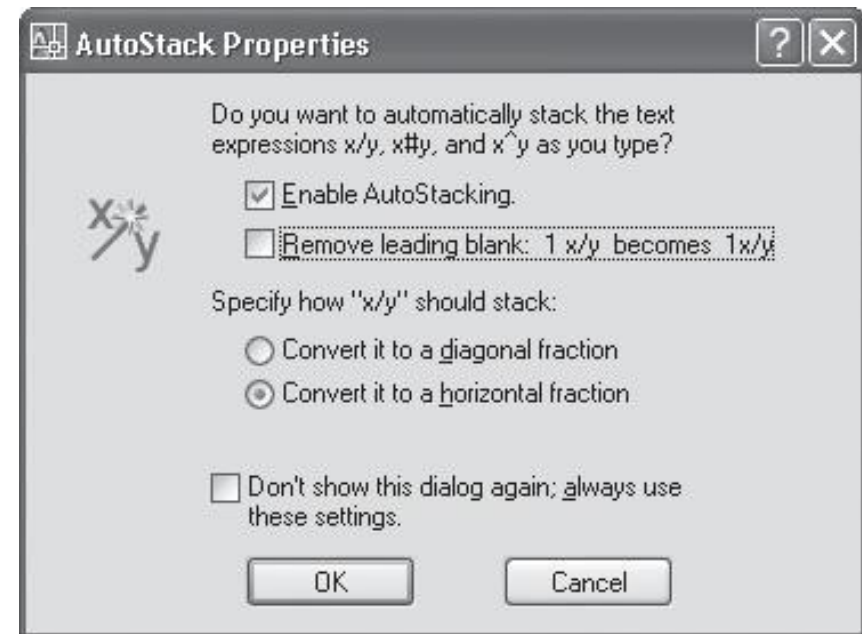 AutoStack Properties
Do you want to automatically stack the text
expressions x/y, x#y, and x^y as you type?
Enable AutoStacking.
Remove leading blank: 1 x/y becomes 1x/y
x/y
Specify how "x/y" should stack:
Convert it to a diagonal fraction
Convert it to a horizontal fraction
Don't show this dialog again; always use
these settings.
OK
Cancel